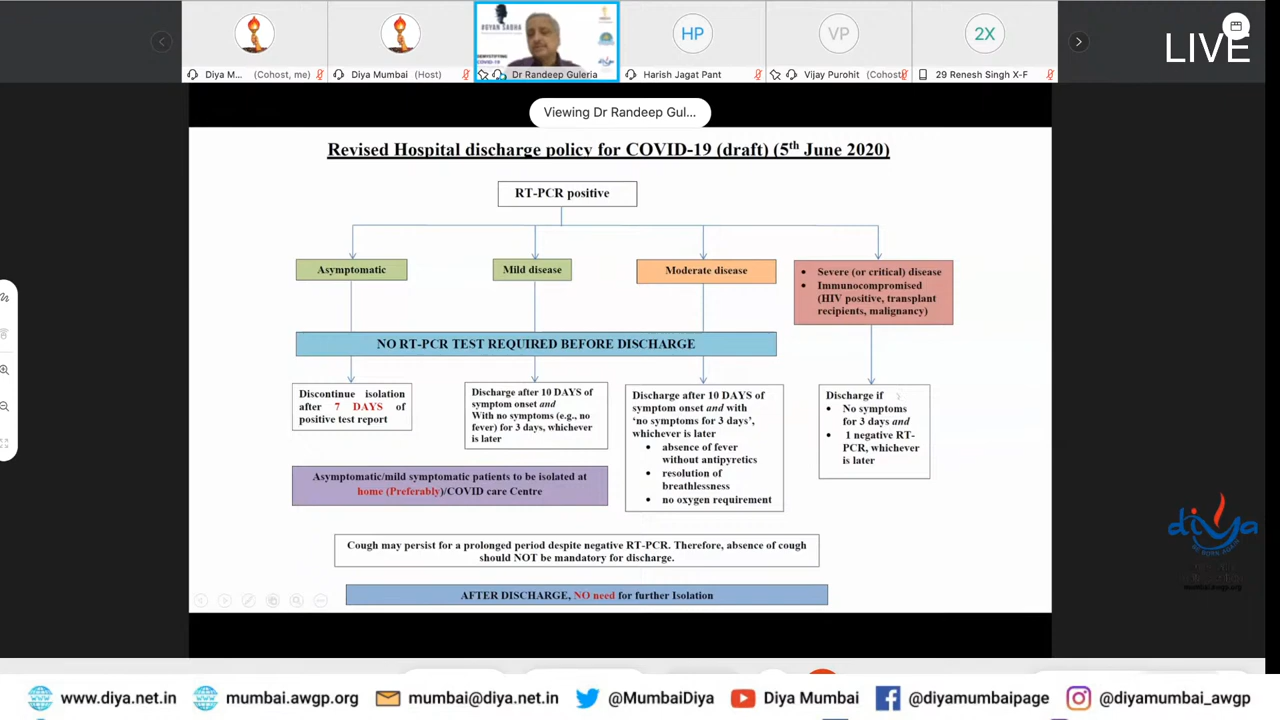 LIVE
HP
VP
2X
Diya M... (Cohost, me)
Diya Mumbai (Host)
Dr Randeep Guleria
Harish Jagat Pant
Vijay Purohit (Cohost)
29 Renesh Singh X-F
Viewing Dr Randeep Gul...
Revised Hospital discharge policy for COVID-19 (draft) (5th June 2020)
RT-PCR positive
Asymptomatic
Mild disease
Moderate disease
• Severe (or critical) disease
• Immunocompromised
(HIV positive, transplant
recipients, malignancy)
NO RT-PCR TEST REQUIRED BEFORE DISCHARGE
Discontinue isolation
after 7 DAYS of
positive test report
Discharge after 10 DAYS of
symptom onset and
With no symptoms (e.g., no
fever) for 3 days, whichever
is later
Discharge after 10 DAYS of
symptom onset and with
‘no symptoms for 3 days’,
whichever is later
• absence of fever
without antipyretics
• resolution of
breathlessness
• no oxygen requirement
Discharge if
• No symptoms
for 3 days and
• 1 negative RT-
PCR, whichever
is later
Asymptomatic/mild symptomatic patients to be isolated at
home (Preferably)/COVID care Centre
Cough may persist for a prolonged period despite negative RT-PCR. Therefore, absence of cough
should NOT be mandatory for discharge.
AFTER DISCHARGE, NO need for further Isolation
diya
mumbai.awgp.org
www.diya.net.in
mumbai.awgp.org
mumbai@diya.net.in
@MumbaiDiya
Diya Mumbai
@diyamumbaipage
@diyamumbai_awgp